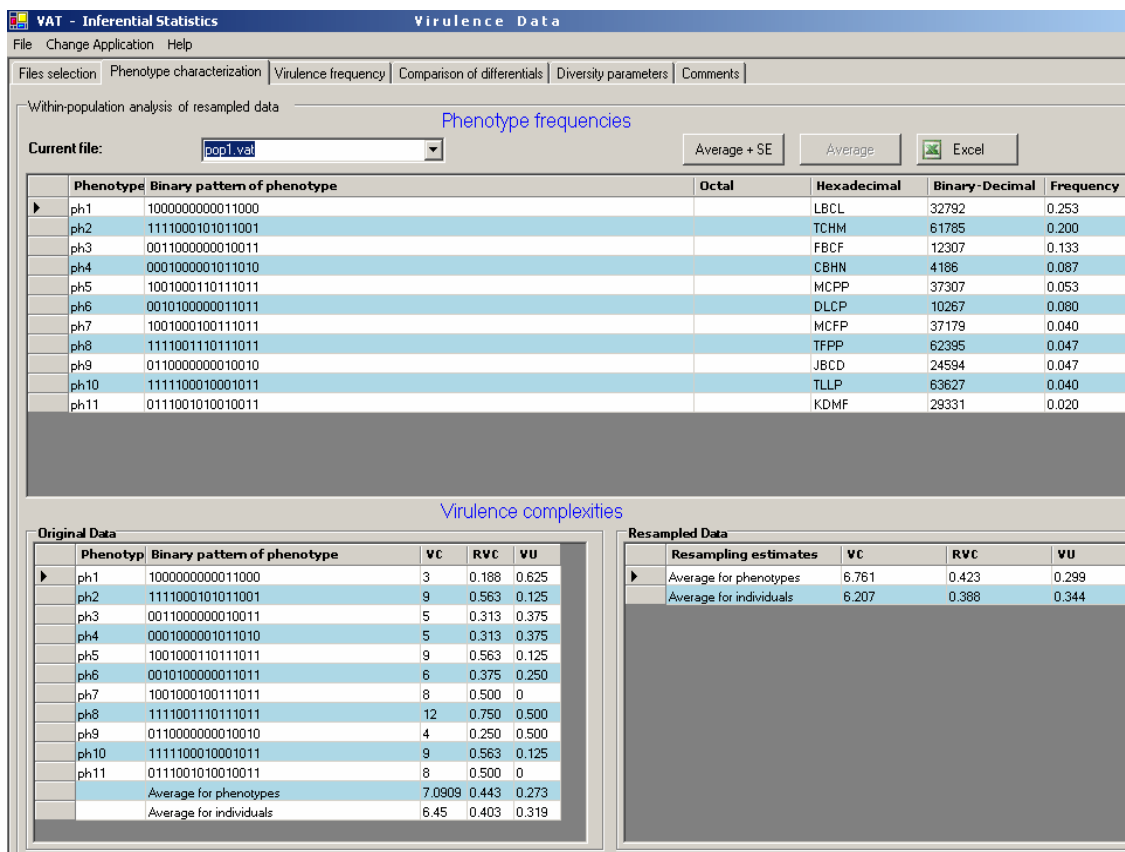 VAT - Inferential Statistics Virulence Data
File Change Application Help
Files selection Phenotype characterization Virulence frequency Comparison of differentials Diversity parameters Comments
Within-population analysis of resampled data
Phenotype frequencies
Current file: pop1.vat Average + SE Average Excel
Phenotype Binary pattern of phenotype Octal Hexadecimal Binary-Decimal Frequency
ph1 1000000000011000 LBCL 32792 0.253
ph2 1111000101011001 TCHM 61785 0.200
ph3 0011000000010011 FBCF 12307 0.133
ph4 0001000001011010 CBHN 4186 0.087
ph5 1001000110111011 MCPP 37307 0.053
ph6 0010100000011011 DLCP 10267 0.080
ph7 1001000100111011 MCFP 37179 0.040
ph8 1111001110111011 TFPP 62395 0.047
ph9 0110000000010010 JBCD 24594 0.047
ph10 1111100010001011 TLLP 63627 0.040
ph11 0111001010010011 KDMF 29331 0.020
Virulence complexities
Original Data
Phenotyp Binary pattern of phenotype VC RVC VU
ph1 1000000000011000 3 0.188 0.625
ph2 1111000101011001 9 0.563 0.125
ph3 0011000000010011 5 0.313 0.375
ph4 0001000001011010 5 0.313 0.375
ph5 1001000110111011 9 0.563 0.125
ph6 0010100000011011 6 0.375 0.250
ph7 1001000100111011 8 0.500 0
ph8 1111001110111011 12 0.750 0.500
ph9 0110000000010010 4 0.250 0.500
ph10 1111100010001011 9 0.563 0.125
ph11 0111001010010011 8 0.500 0
Average for phenotypes 7.0909 0.443 0.273
Average for individuals 6.45 0.403 0.319
Resampled Data
Resampling estimates VC RVC VU
Average for phenotypes 6.761 0.423 0.299
Average for individuals 6.207 0.388 0.344